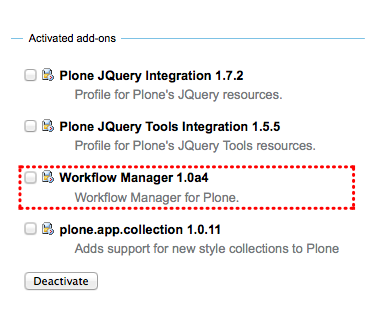 Activated add-ons
Plone JQuery Integration 1.7.2
Profile for Plone's JQuery resources.
Plone JQuery Tools Integration 1.5.5
Profile for Plone's JQuery Tools resources.
Workflow Manager 1.0a4
Workflow Manager for Plone.
plone.app.collection 1.0.11
Adds support for new style collections to Plone
Deactivate